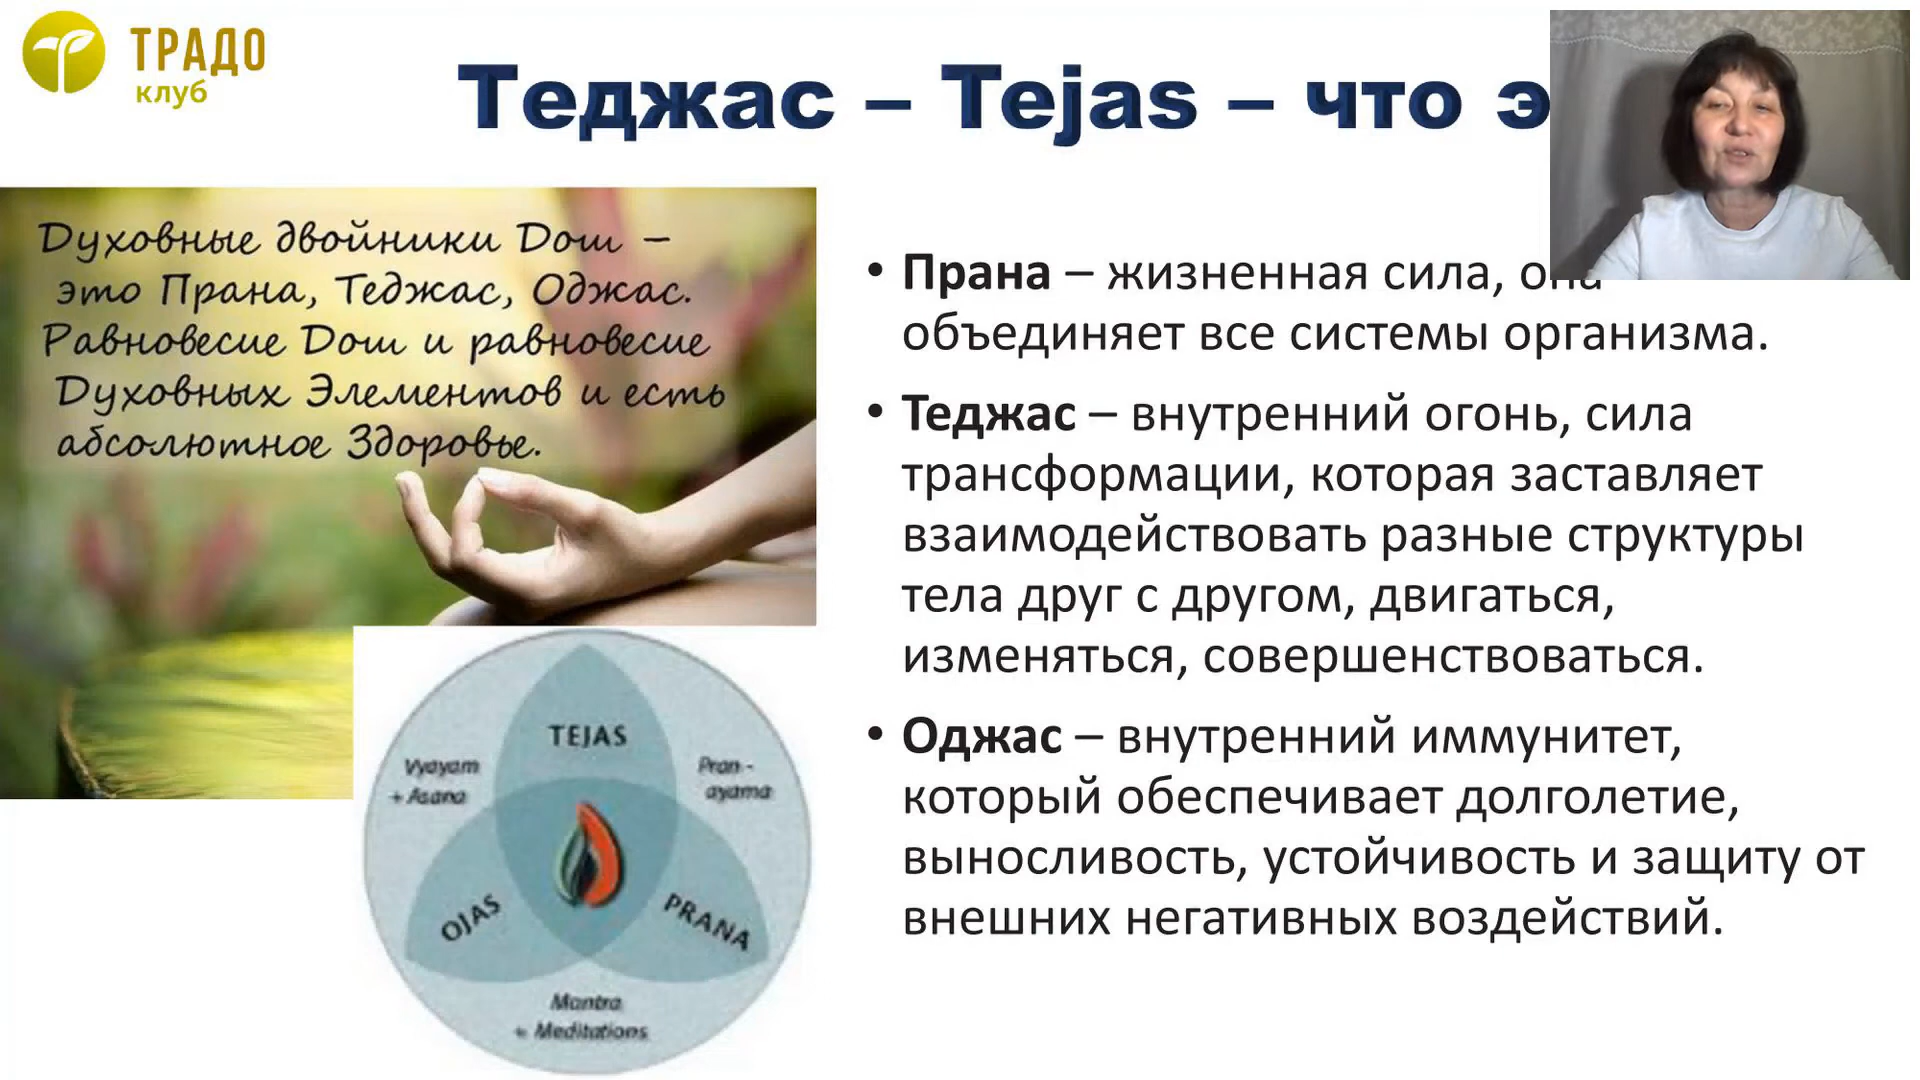 ТРАДО
клуб
Теджас – Tejas – что э
Духовные двойники Дош –
это Прана, Теджас, Оджас.
Равновесие Дош и равновесие
Духовных Элементов и есть
абсолютное Здоровье.
• Прана – жизненная сила, она
объединяет все системы организма.
• Теджас – внутренний огонь, сила
трансформации, которая заставляет
взаимодействовать разные структуры
тела друг с другом, двигаться,
изменяться, совершенствоваться.
• Оджас – внутренний иммунитет,
который обеспечивает долголетие,
выносливость, устойчивость и защиту от
внешних негативных воздействий.
TEJAS
Vyayam
+ Asana
Pran-
ayama
OJAS
PRANA
Mantra
+ Meditations